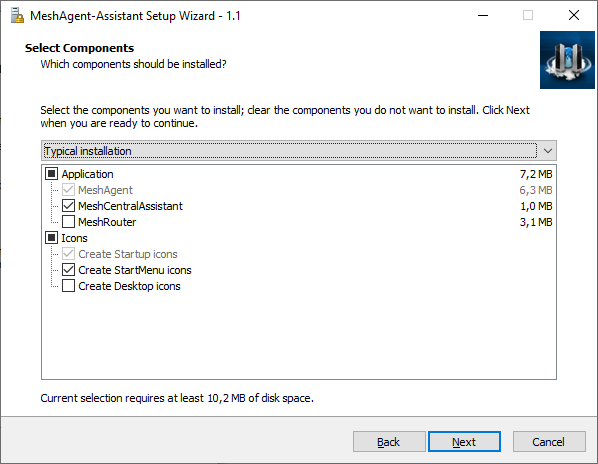 MeshAgent-Assistant Setup Wizard - 1.1
Select Components
Which components should be installed?
Select the components you want to install; clear the components you do not want to install. Click Next
when you are ready to continue.
Typical installation
Application 7,2 MB
MeshAgent 6,3 MB
MeshCentralAssistant 1,0 MB
MeshRouter 3,1 MB
Icons
Create Startup icons
Create StartMenu icons
Create Desktop icons
Current selection requires at least 10,2 MB of disk space.
Back Next Cancel